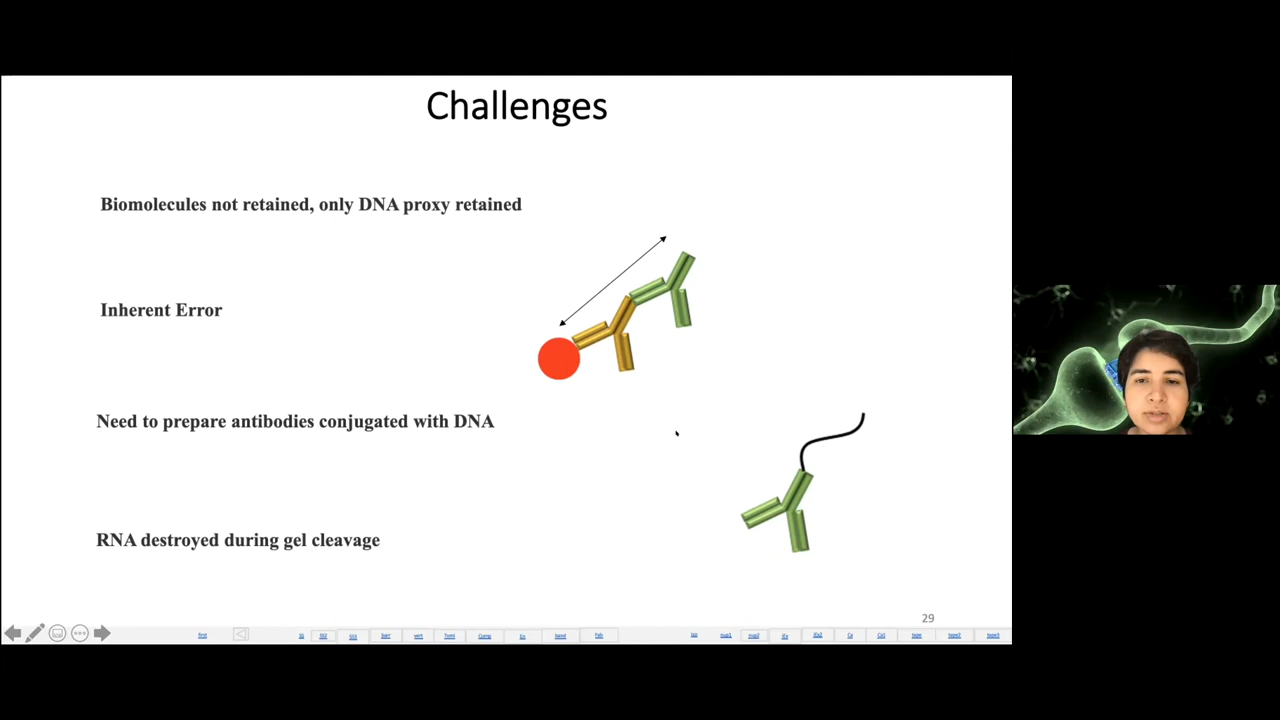 Challenges
Biomolecules not retained, only DNA proxy retained
Inherent Error
Need to prepare antibodies conjugated with DNA
RNA destroyed during gel cleavage
29
first